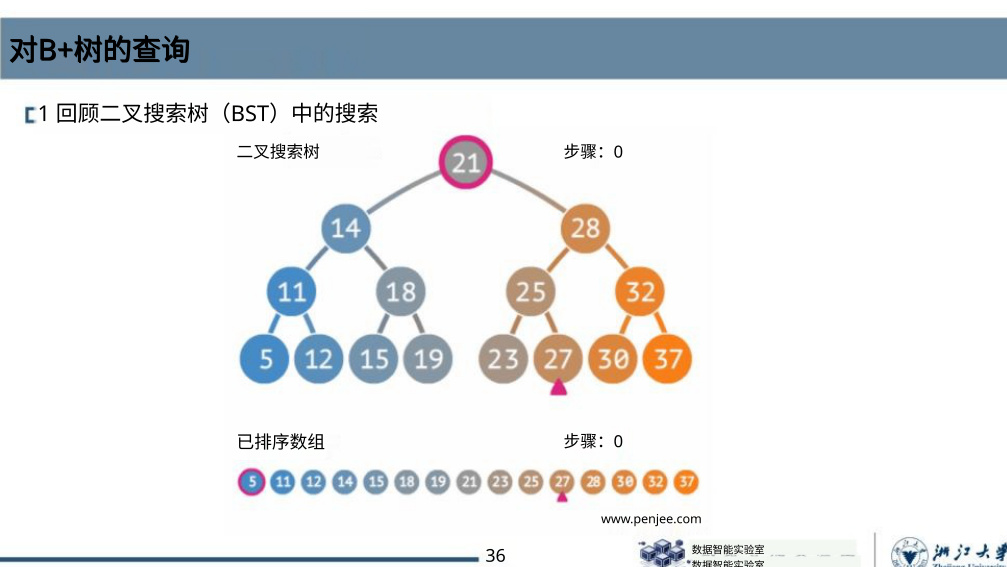 对B+树的查询
1 回顾二叉搜索树（BST）中的搜索
二叉搜索树 步骤：0
21
14 28
11 18 25 32
5 12 15 19 23 27 30 37
已排序数组 步骤：0
5 11 12 14 15 18 19 21 23 25 27 28 30 32 37
www.penjee.com
36
数据智能实验室
数据智能实验室
浙江大学
Zhejiang University